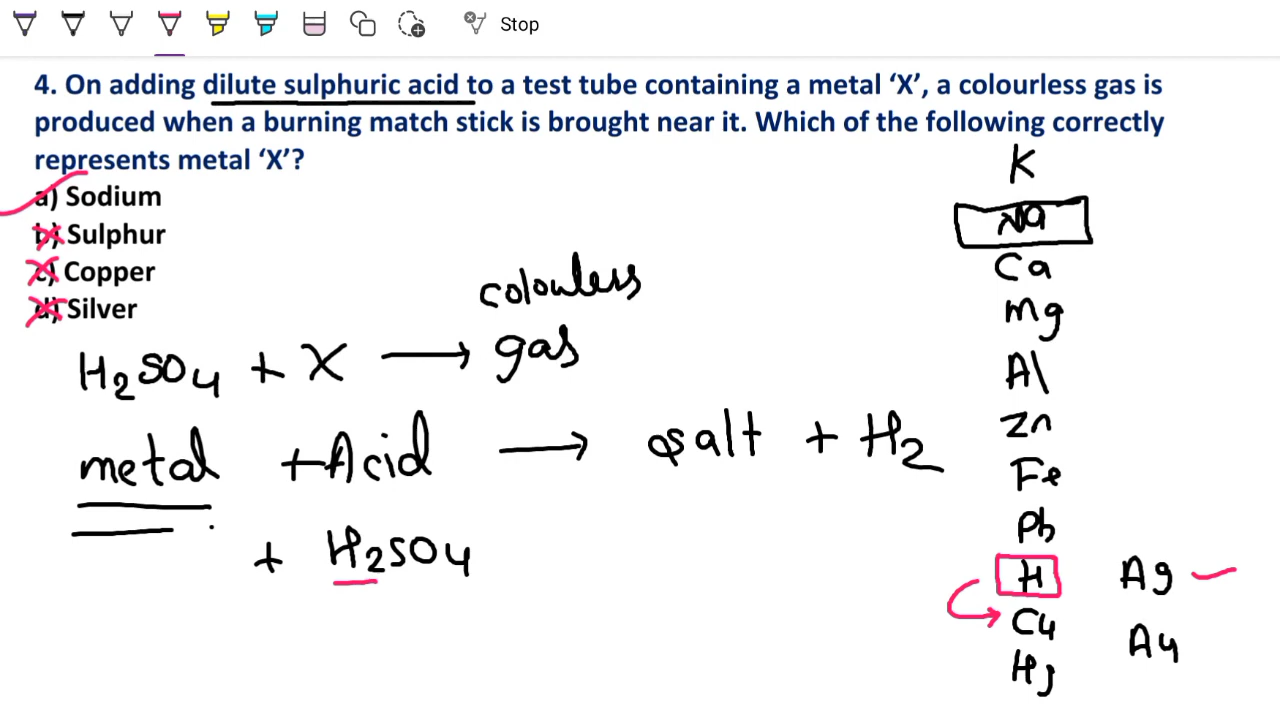 Stop
4. On adding dilute sulphuric acid to a test tube containing a metal ‘X’, a colourless gas is
produced when a burning match stick is brought near it. Which of the following correctly
represents metal ‘X’?
a) Sodium
b) Sulphur
c) Copper
d) Silver
H2SO4 + X → colourless
gas
metal + Acid → salt + H2
+ H2SO4
K
Na
Ca
Mg
Al
Zn
Fe
Pb
H
Cu
Hg
Ag
Au